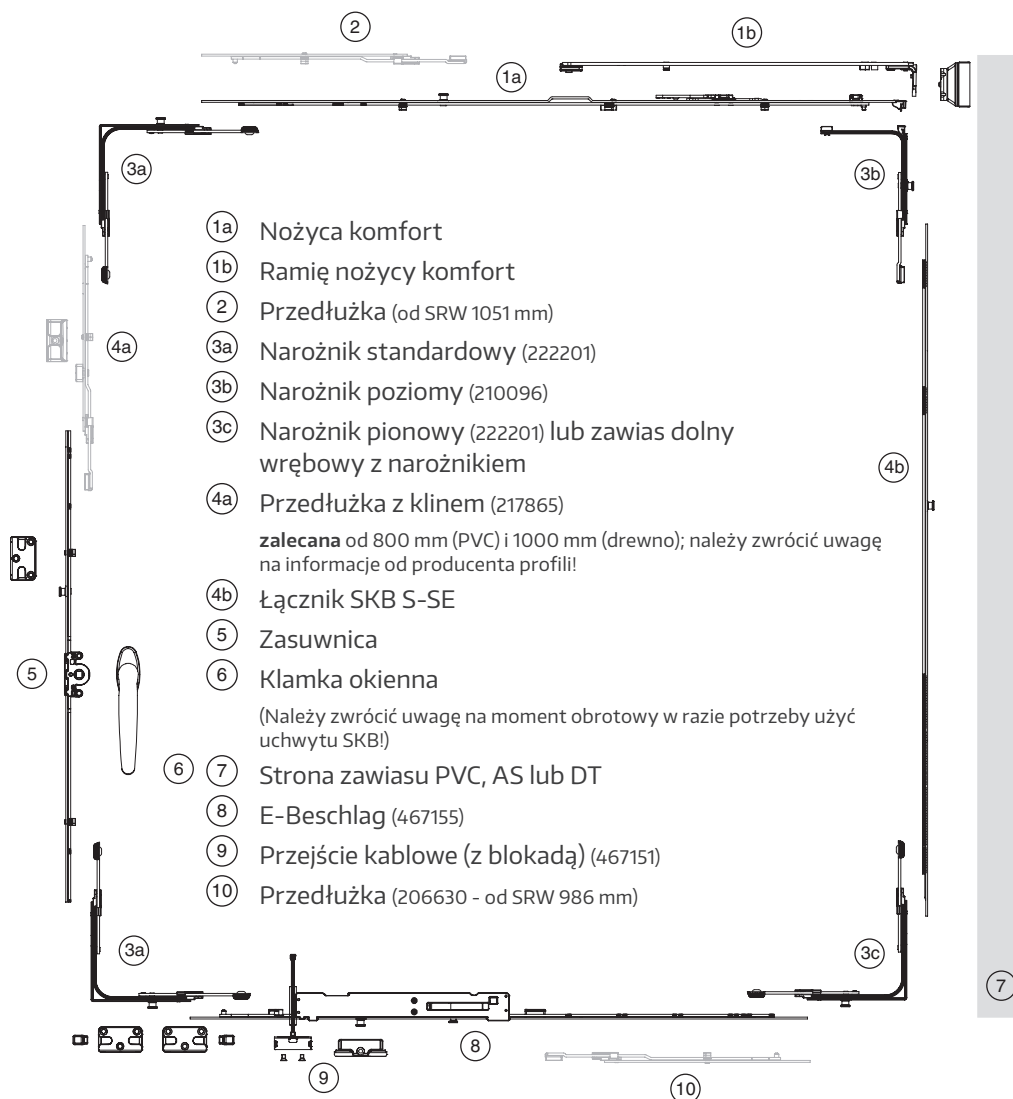 2
1b
1a
3a
3b
1a Nożyca komfort
1b Ramię nożycy komfort
2 Przedłużka (od SRW 1051 mm)
3a Narożnik standardowy (222201)
4a
3b Narożnik poziomy (210096)
3c Narożnik pionowy (222201) lub zawias dolny
wrębowy z narożnikiem
4b
4a Przedłużka z klinem (217865)
zalecana od 800 mm (PVC) i 1000 mm (drewno); należy zwrócić uwagę
na informacje od producenta profili!
4b Łącznik SKB S-SE
5 Zasuwnica
5
6 Klamka okienna
(Należy zwrócić uwagę na moment obrotowy w razie potrzeby użyć
uchwytu SKB!)
6
7 Strona zawiasu PVC, AS lub DT
8 E-Beschlag (467155)
9 Przejście kablowe (z blokadą) (467151)
10 Przedłużka (206630 - od SRW 986 mm)
3a
3c
7
8
9
10